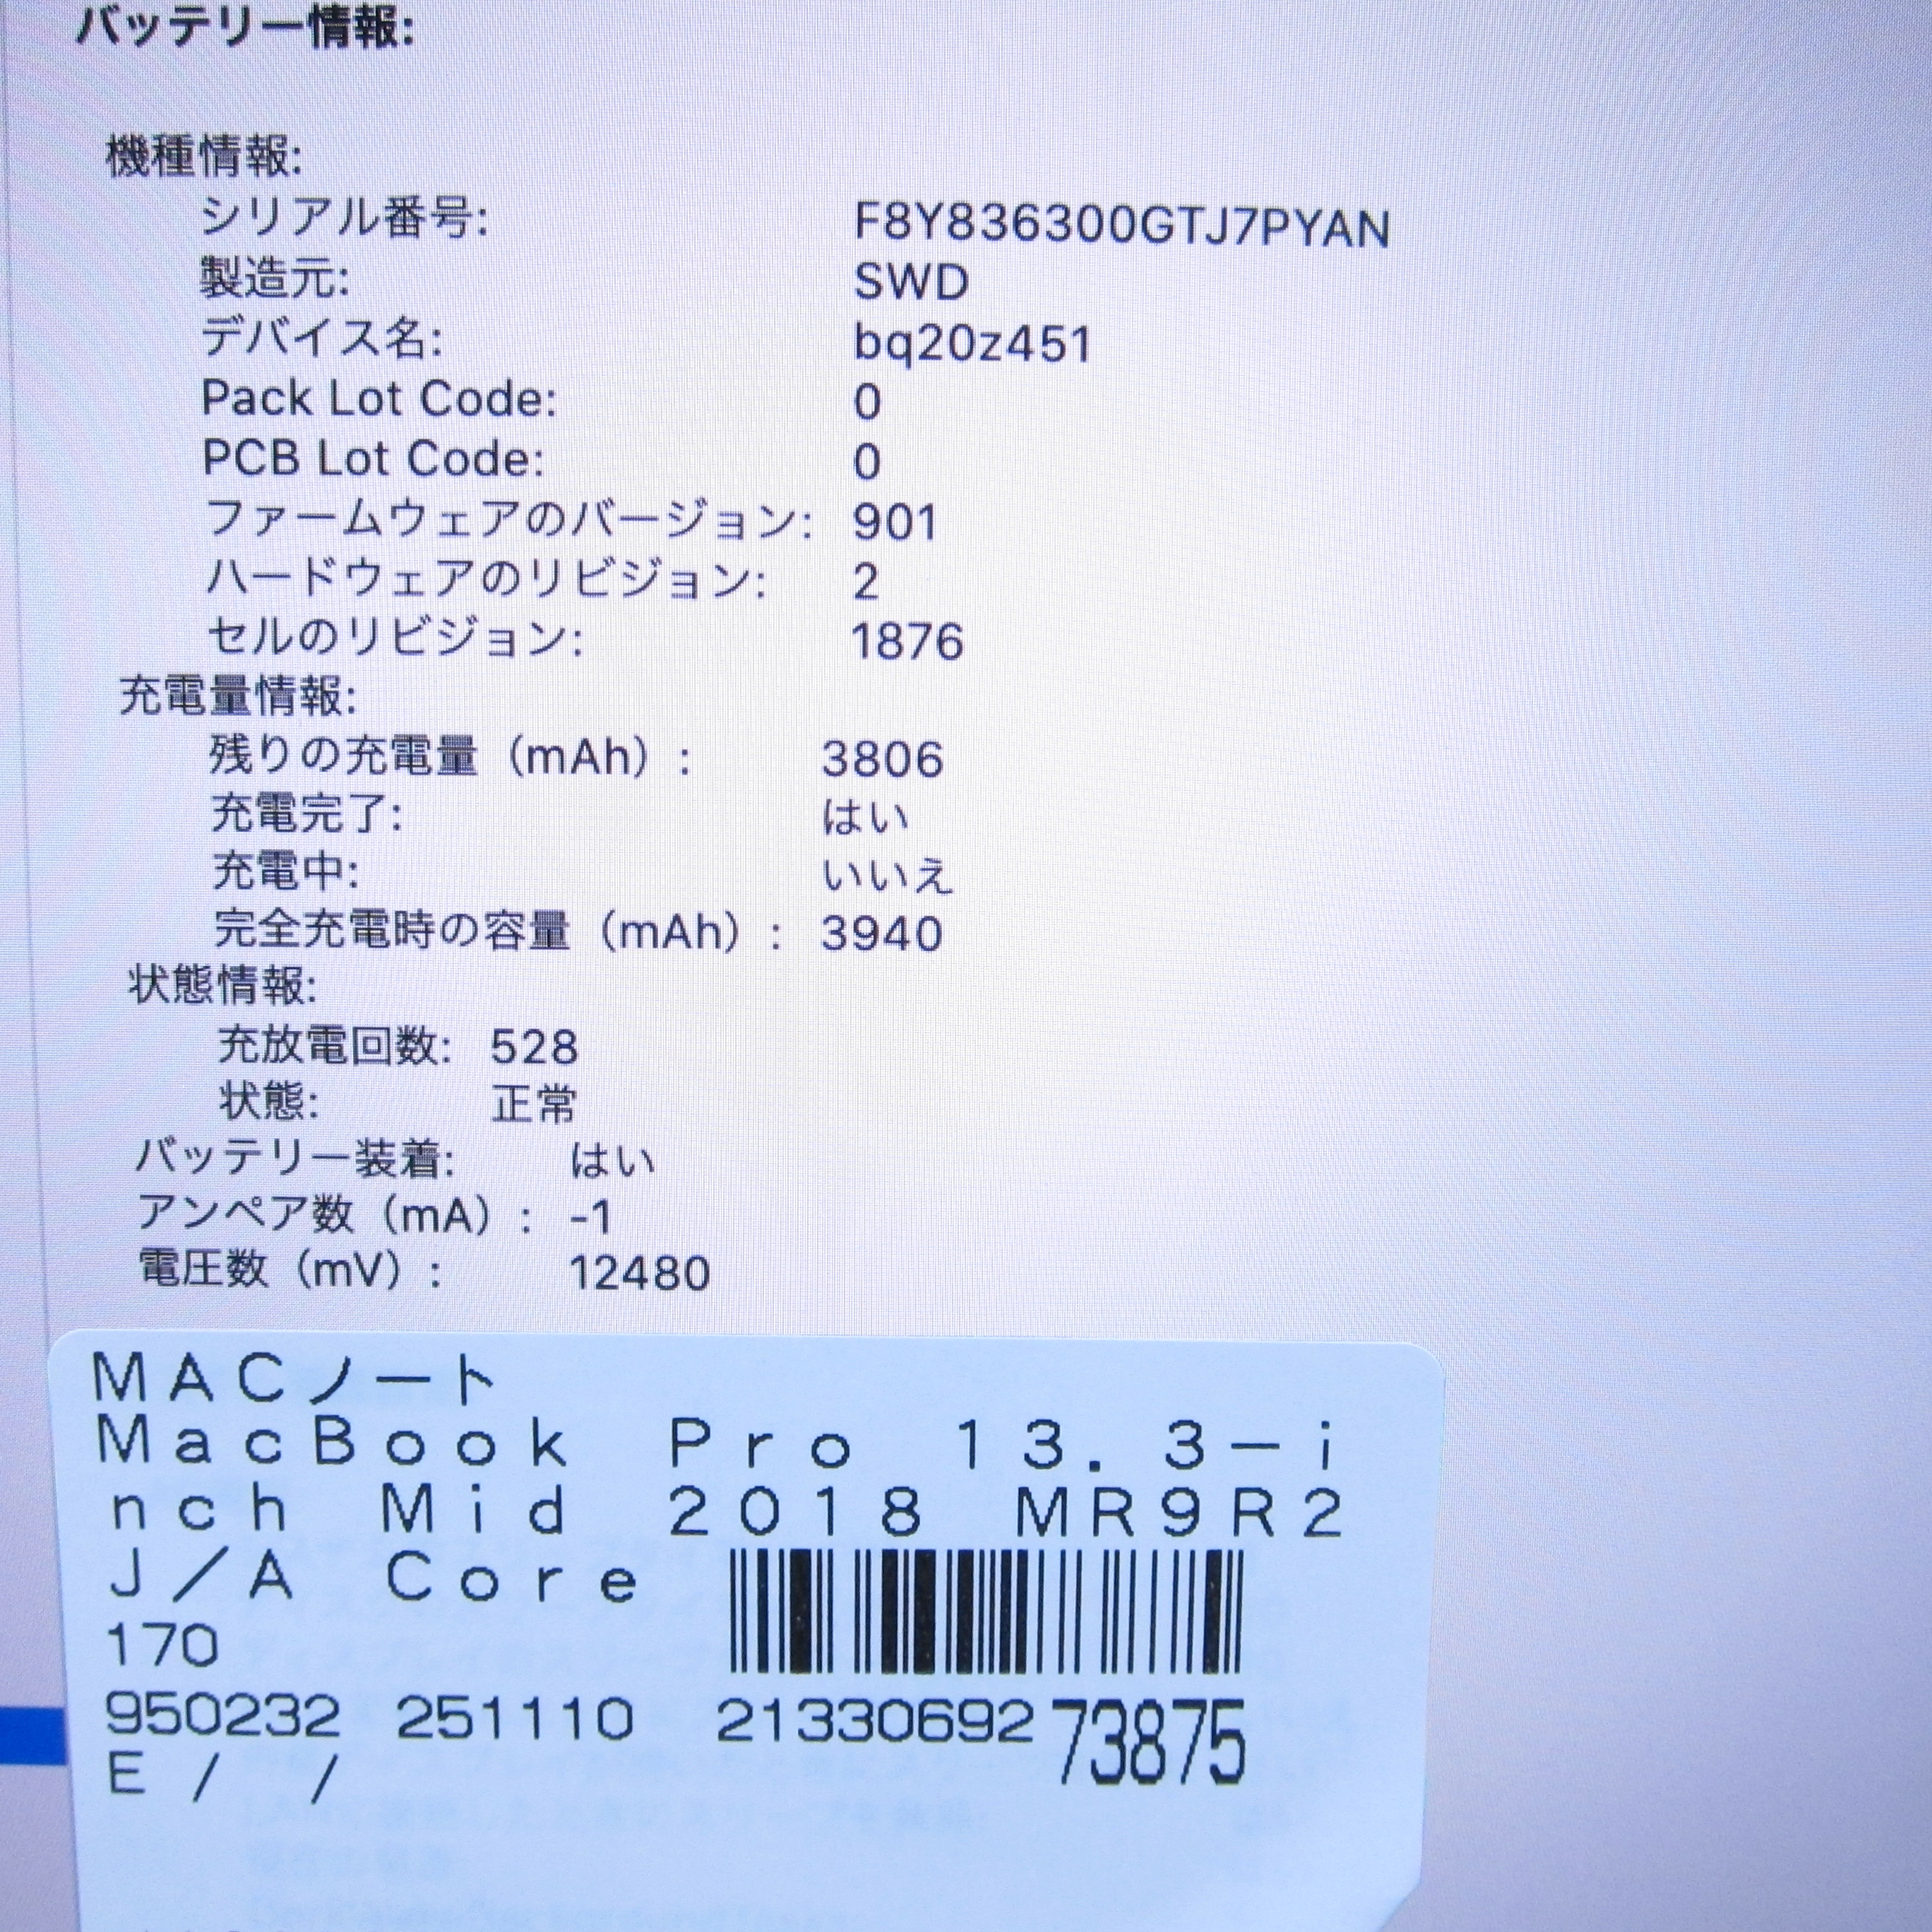 バッテリー情報:
機種情報:
シリアル番号: F8Y836300GTJ7PYAN
製造元: SWD
デバイス名: bq20z451
Pack Lot Code: 0
PCB Lot Code: 0
ファームウェアのバージョン: 901
ハードウェアのリビジョン: 2
セルのリビジョン: 1876
充電量情報:
残りの充電量（mAh）: 3806
充電完了: はい
充電中: いいえ
完全充電時の容量（mAh）: 3940
状態情報:
充放電回数: 528
状態: 正常
バッテリー装着: はい
アンペア数（mA）: -1
電圧数（mV）: 12480
ＭＡＣノート
ＭａｃＢｏｏｋ　Ｐｒｏ　１３．３－ｉ
ｎｃｈ　Ｍｉｄ　２０１８　ＭＲ９Ｒ２
Ｊ／Ａ　Ｃｏｒｅ
170
950232 251110 2133069273875
E / /